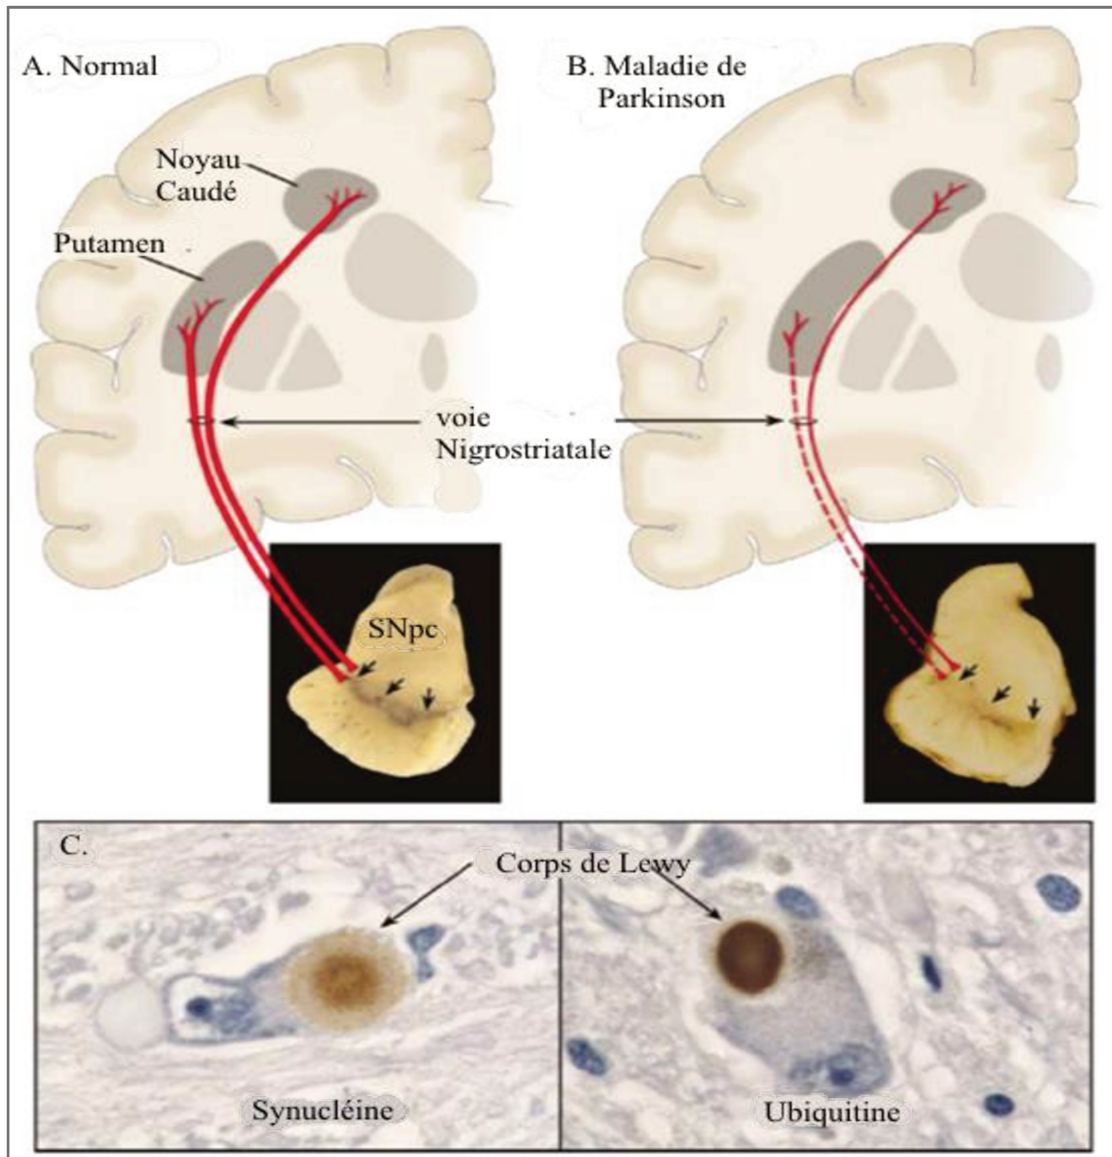 A. Normal
B. Maladie de
Parkinson
Noyau
Caudé
Putamen
voie
Nigrostriatale
SNpc
C.
Corps de Lewy
Synucléine
Ubiquitine